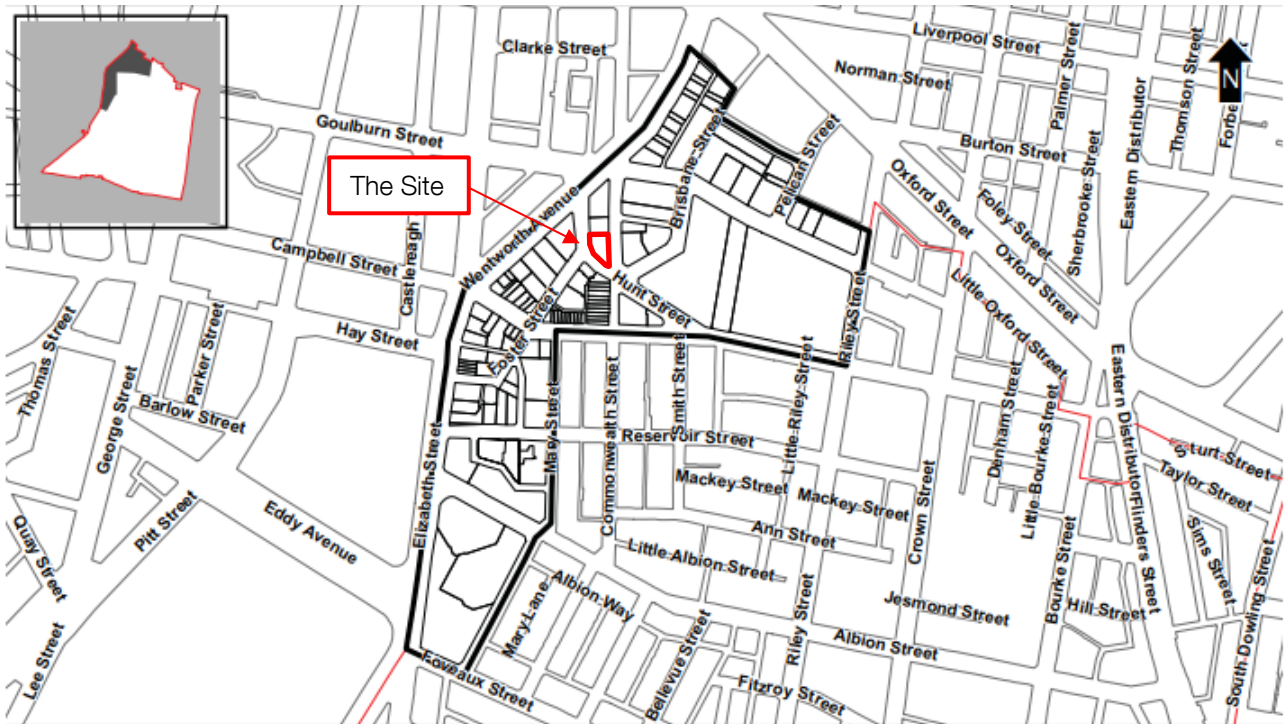 Clarke Street
Liverpool Street
Norman Street
Palmer Street
Thomson Street
Forbe
N
Goulburn Street
Burton Street
Eastern Distributor
Sherbrooke Street
Pelican Street
Brisbane Street
Oxford Street
Foley Street
Oxford Street
The Site
Wentworth Avenue
Campbell Street
Castlereagh
Hunt Street
Little Oxford Street
Riley Street
Thomas Street
Parker Street
Hay Street
Foster Street
George Street
Barlow Street
Mary Street
Commonwealth Street
Smith Street
Little Riley Street
Eastern Distributor
Denham Street
Little Bourke Street
Reservoir Street
Sturt Street
Taylor Street
Elizabeth Street
Mackey Street
Mackey Street
Crown Street
Pitt Street
Eddy Avenue
Ann Street
Flinders Street
Sims Street
Quay Street
Little Albion Street
Bourke Street
Albion Way
Jesmond Street
Hill Street
Mary Lane
Riley Street
Albion Street
South Dowling Street
Lee Street
Foveaux Street
Bellevue Street
Fitzroy Street